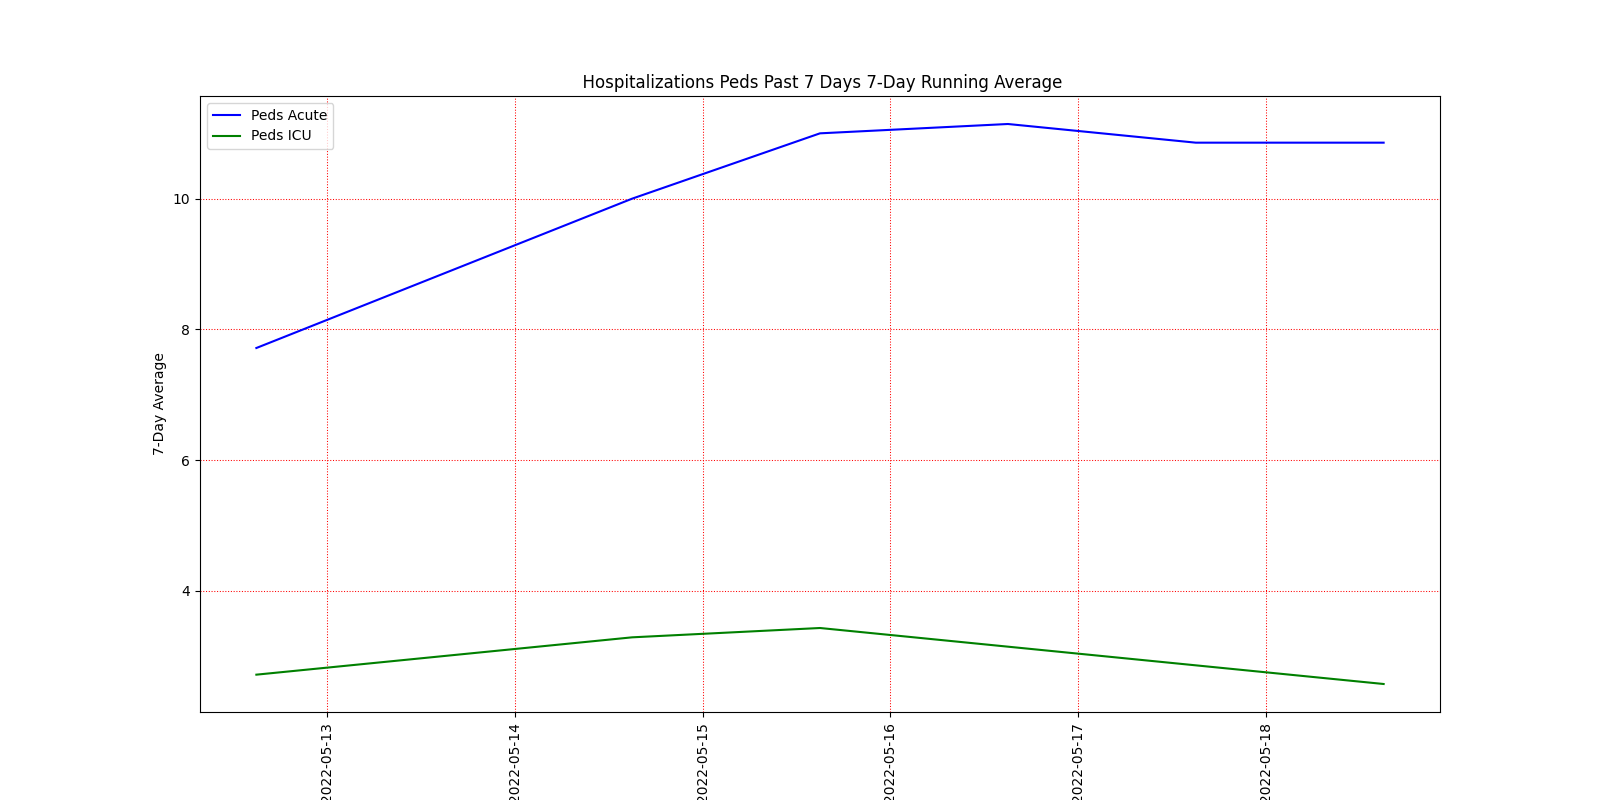 Hospitalizations Peds Past 7 Days 7-Day Running Average
Peds Acute
Peds ICU
10
8
6
4
7-Day Average
2022-05-13
2022-05-14
2022-05-15
2022-05-16
2022-05-17
2022-05-18